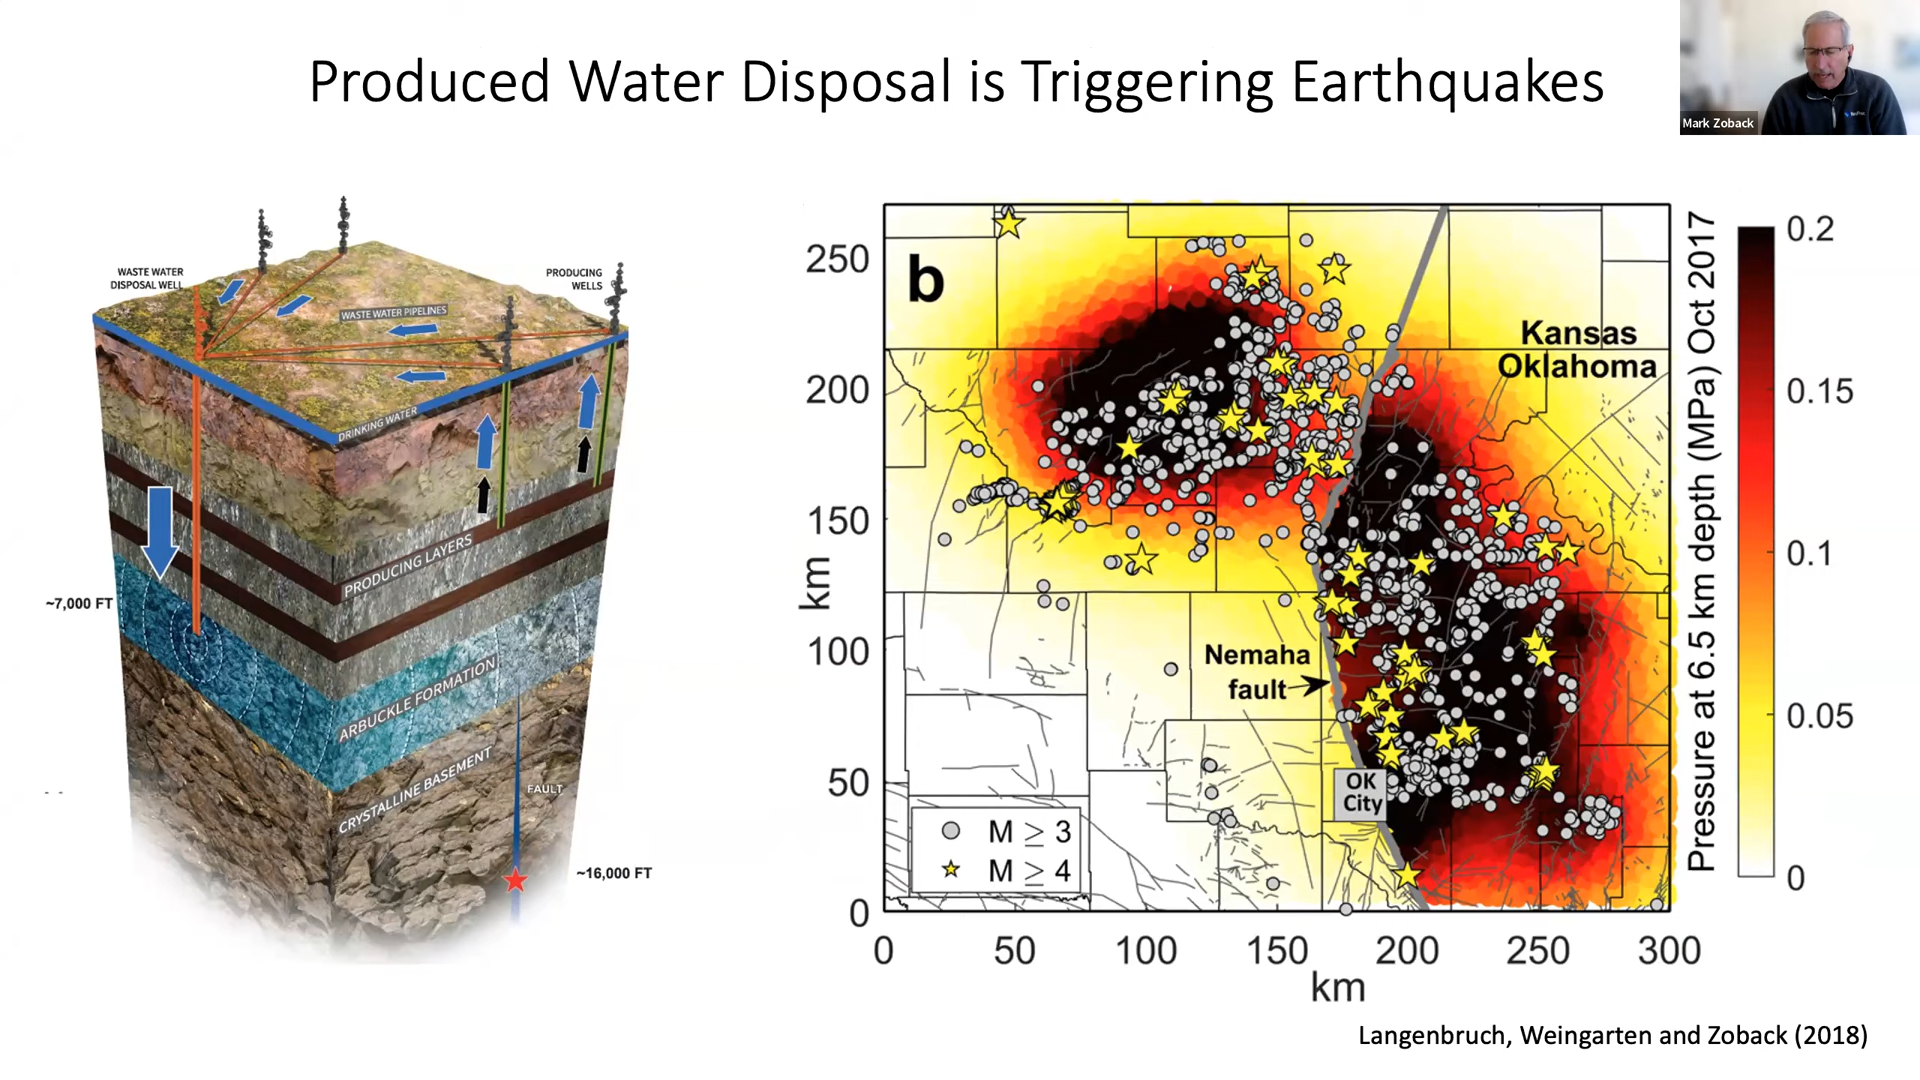 Produced Water Disposal is Triggering Earthquakes
Mark Zoback
WASTE WATER
DISPOSAL WELL
PRODUCING
WELLS
WASTE WATER PIPELINES
DRINKING WATER
PRODUCING LAYERS
~7,000 FT
ARBUCKLE FORMATION
CRYSTALLINE BASEMENT
FAULT
~16,000 FT
b
Kansas
Oklahoma
Nemaha
fault
OK
City
M ≥ 3
M ≥ 4
250
200
150
100
50
0
km
0 50 100 150 200 250 300
km
Pressure at 6.5 km depth (MPa) Oct 2017
0.2
0.15
0.1
0.05
0
Langenbruch, Weingarten and Zoback (2018)